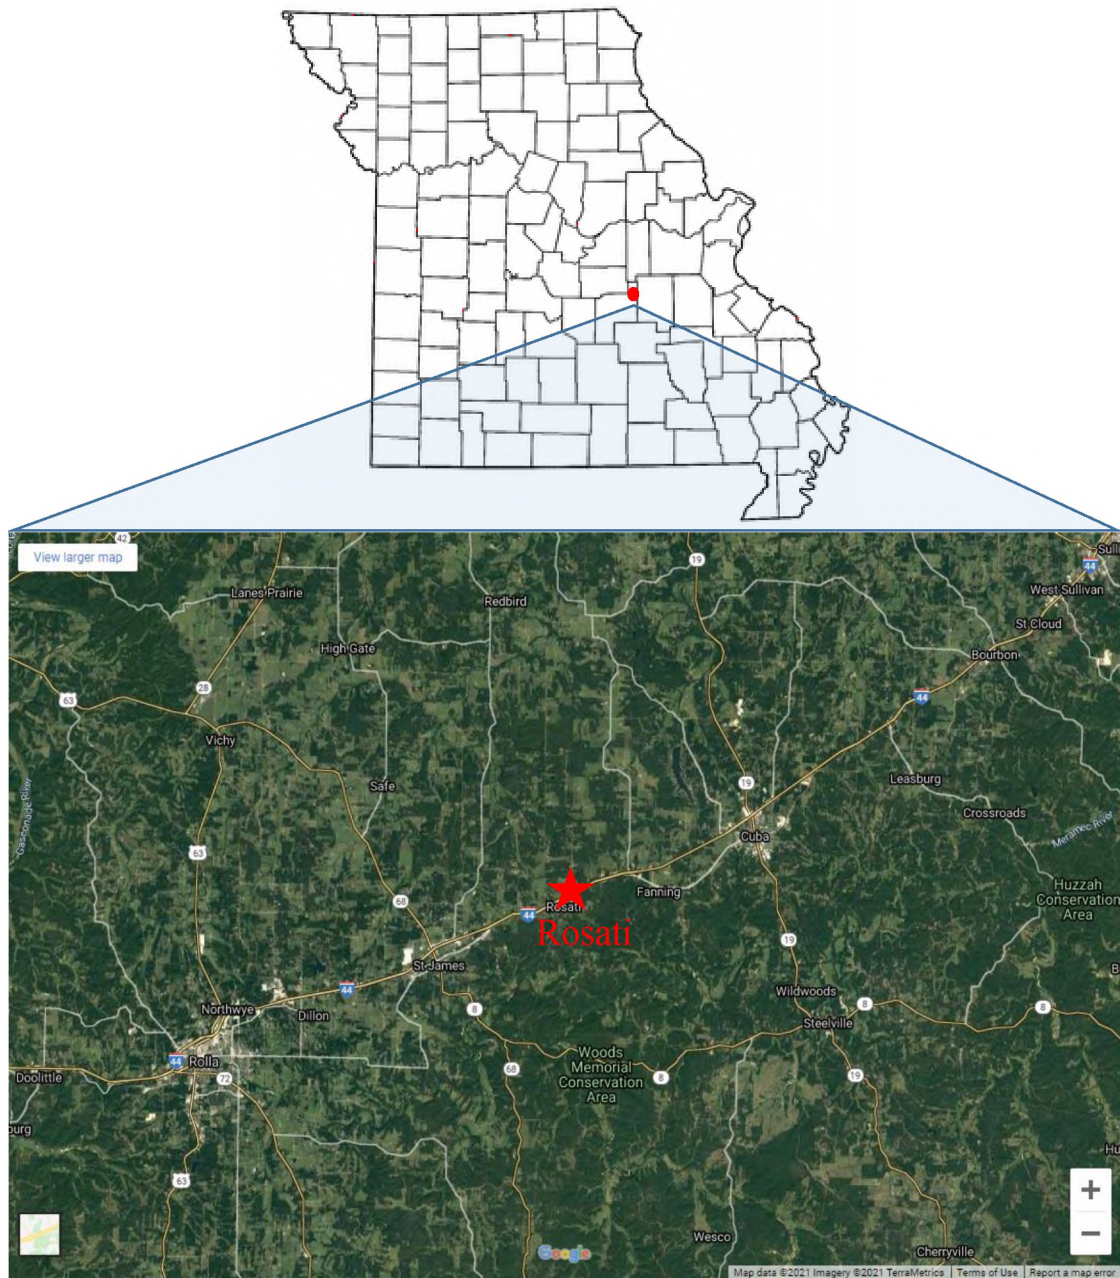 42
View larger map
19
Sulli
44
Lanes Prairie
West Sullivan
Redbird
St Cloud
High Gate
Bourbon
28
63
44
Vichy
Gasconade River
Safe
19
Leasburg
Crossroads
Meramec River
Cuba
63
Huzzah
Conservation
Area
Fanning
68
Rosati
44
Rosati
19
St James
44
Wildwoods
Northwye
Dillon
8
8
8
Steelville
Woods
Memorial
Conservation
Area
44
Rolla
Doolittle
72
68
8
19
burg
63
Hu
+
−
Wesco
Google
Cherryville
Map data ©2021 Imagery ©2021 TerraMetrics
Terms of Use
Report a map error